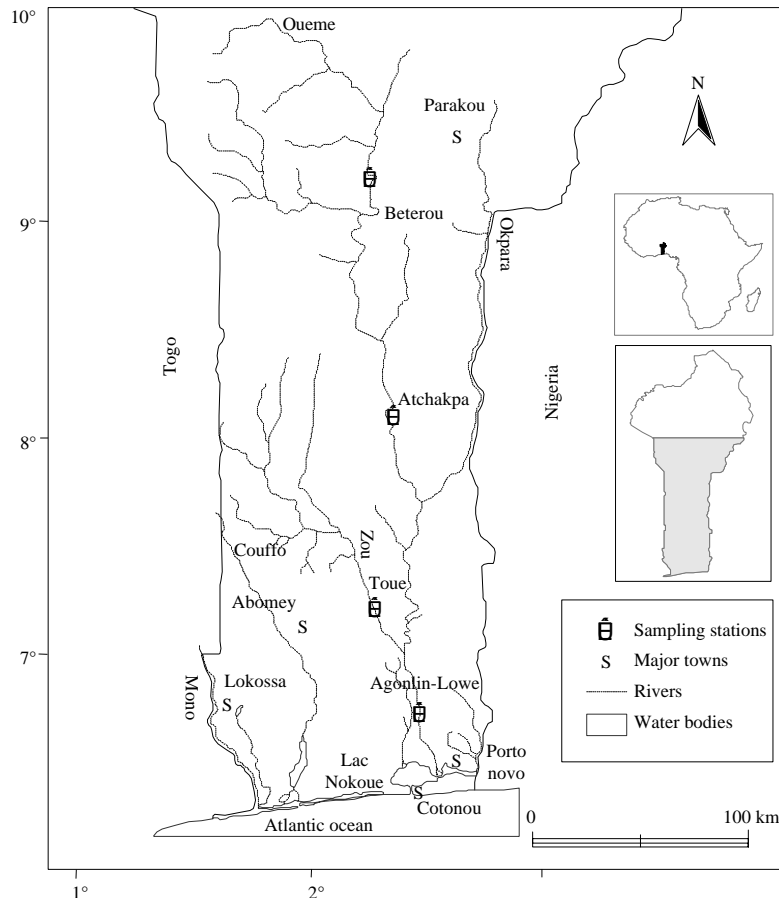 10°
Oueme
Parakou
S
N
9°
Beterou
Okpara
Togo
Nigeria
Atchakpa
8°
Zou
Couffo
Toue
Abomey
S
Sampling stations
S Major towns
7°
Mono
Lokossa
S
Agonlin-Lowe
Rivers
Water bodies
S
Porto
novo
Lac
Nokoue
S
Cotonou
Atlantic ocean
0 100 km
1° 2°